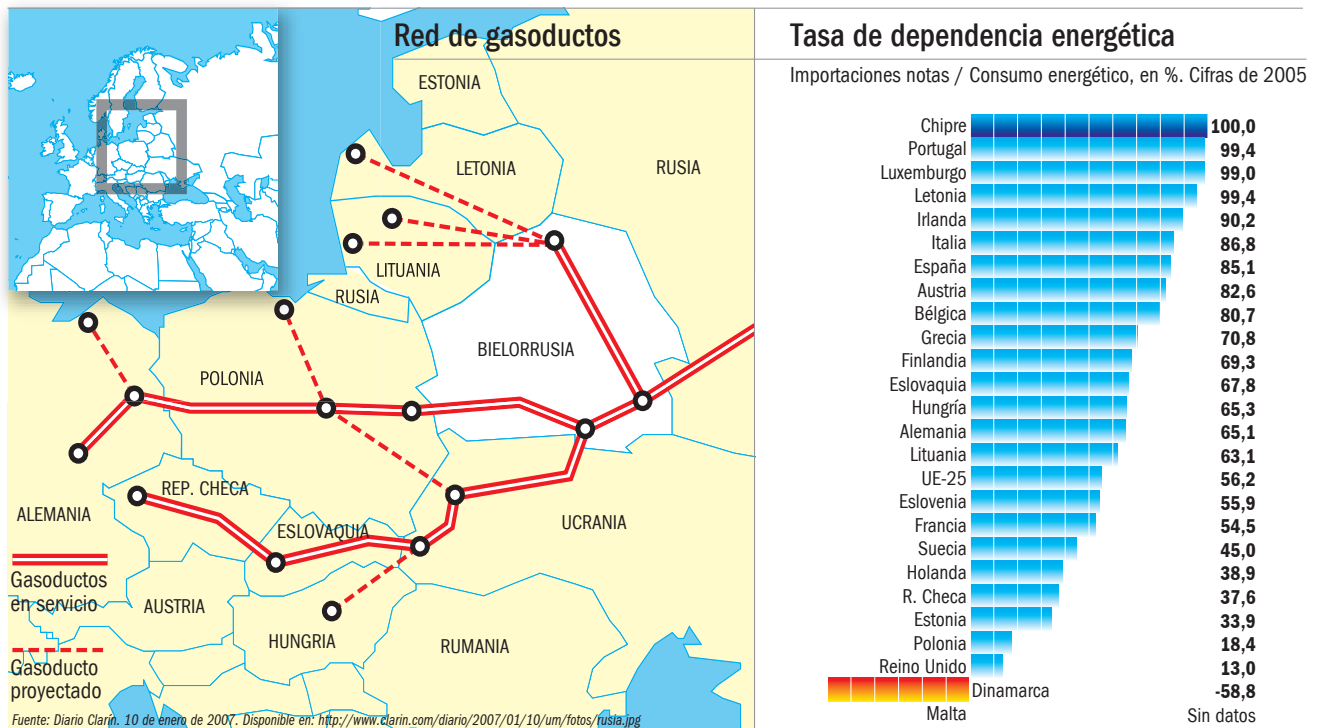 Red de gasoductos
ESTONIA
LETONIA
RUSIA
LITUANIA
RUSIA
BIELORRUSIA
POLONIA
REP. CHECA
ALEMANIA
ESLOVAQUIA
UCRANIA
AUSTRIA
HUNGRIA
RUMANIA
Gasoductos
en servicio
Gasoducto
proyectado
Fuente: Diario Clarín. 10 de enero de 2007. Disponible en: http://www.clarin.com/diario/2007/01/10/um/fotos/rusia.jpg
Tasa de dependencia energética
Importaciones notas / Consumo energético, en %. Cifras de 2005
Chipre 100,0
Portugal 99,4
Luxemburgo 99,0
Letonia 99,4
Irlanda 90,2
Italia 86,8
España 85,1
Austria 82,6
Bélgica 80,7
Grecia 70,8
Finlandia 69,3
Eslovaquia 67,8
Hungría 65,3
Alemania 65,1
Lituania 63,1
UE-25 56,2
Eslovenia 55,9
Francia 54,5
Suecia 45,0
Holanda 38,9
R. Checa 37,6
Estonia 33,9
Polonia 18,4
Reino Unido 13,0
Dinamarca -58,8
Malta Sin datos